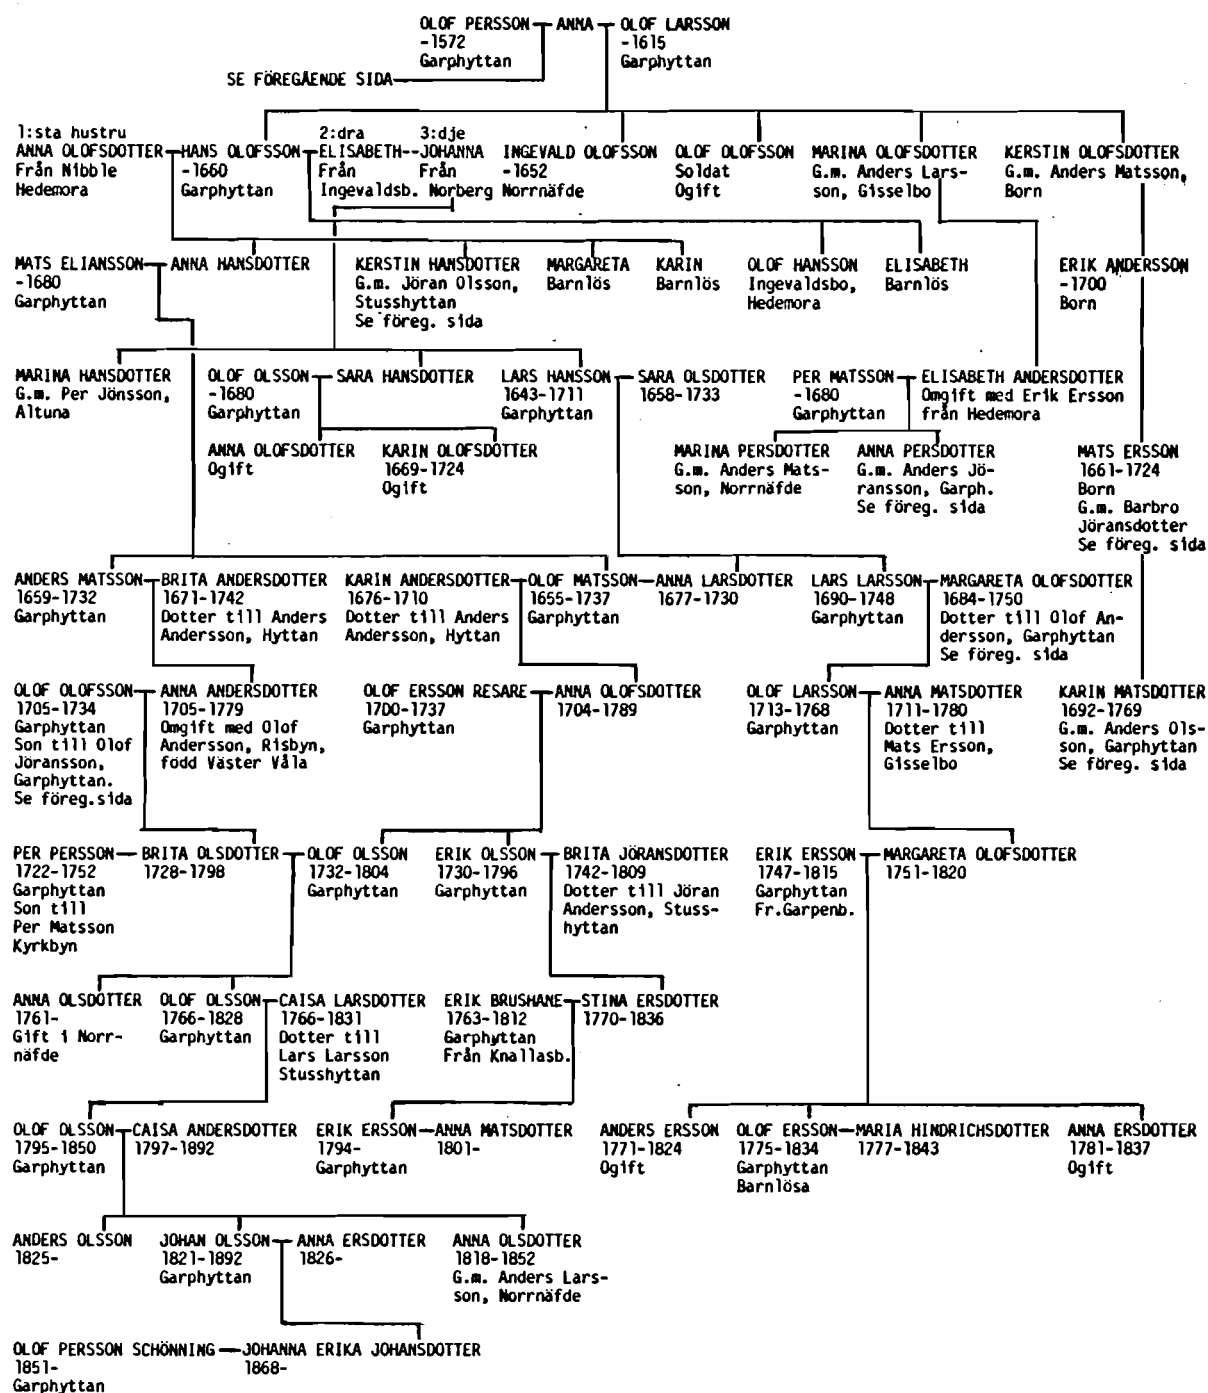 OLOF PERSSON ANNA OLOF LARSSON
-1572 -1615
Garphyttan Garphyttan
SE FÖREGÅENDE SIDA
1:sta hustru 2:dra 3:dje
ANNA OLOFSDOTTER HANS OLOFSSON ELISABETH--JOHANNA INGEVALD OLOFSSON OLOF OLOFSSON MARINA OLOFSDOTTER KERSTIN OLOFSDOTTER
Från Nibble -1660 Från Från -1652 Soldat G.m. Anders Lars- G.m. Anders Matsson,
Hedemora Garphyttan Ingevaldsb. Norberg Norrnäfde Ogift son, Gisselbo Born
MATS ELIANSSON ANNA HANSDOTTER KERSTIN HANSDOTTER MARGARETA KARIN OLOF HANSSON ELISABETH ERIK ANDERSSON
-1680 G.m. Jöran Olsson, Barnlös Barnlös Ingevaldsbo, Barnlös -1700
Garphyttan Stusshyttan Hedemora Born
Se föreg. sida
MARINA HANSDOTTER OLOF OLSSON SARA HANSDOTTER LARS HANSSON SARA OLSDOTTER PER MATSSON ELISABETH ANDERSDOTTER
G.m. Per Jönsson, -1680 1643-1711 1658-1733 -1680 Omgift med Erik Ersson
Altuna Garphyttan Garphyttan Garphyttan från Hedemora
ANNA OLOFSDOTTER KARIN OLOFSDOTTER MARINA PERSDOTTER ANNA PERSDOTTER MATS ERSSON
Ogift 1669-1724 G.m. Anders Mats- G.m. Anders Jö- 1661-1724
Ogift son, Norrnäfde ransson, Garph. Born
Se föreg. sida G.m. Barbro
Jöransdotter
Se föreg. sida
ANDERS MATSSON BRITA ANDERSDOTTER KARIN ANDERSDOTTER OLOF MATSSON ANNA LARSDOTTER LARS LARSSON MARGARETA OLOFSDOTTER
1659-1732 1671-1742 1676-1710 1655-1737 1677-1730 1690-1748 1684-1750
Garphyttan Dotter till Anders Dotter till Anders Garphyttan Garphyttan Dotter till Olof An-
Andersson, Hyttan Andersson, Hyttan dersson, Garphyttan
Se föreg. sida
OLOF OLOFSSON ANNA ANDERSDOTTER OLOF ERSSON RESARE ANNA OLOFSDOTTER OLOF LARSSON ANNA MATSDOTTER KARIN MATSDOTTER
1705-1734 1705-1779 1700-1737 1704-1789 1713-1768 1711-1780 1692-1769
Garphyttan Omgift med Olof Garphyttan Garphyttan Dotter till G.m. Anders Ols-
Son till Olof Andersson, Risbyn, Mats Ersson, son, Garphyttan
Jöransson, född Väster Våla Gisselbo Se föreg. sida
Garphyttan.
Se föreg.sida
PER PERSSON BRITA OLSDOTTER OLOF OLSSON ERIK OLSSON BRITA JÖRANSDOTTER ERIK ERSSON MARGARETA OLOFSDOTTER
1722-1752 1728-1798 1732-1804 1730-1796 1742-1809 1747-1815 1751-1820
Garphyttan Garphyttan Garphyttan Dotter till Jöran Garphyttan
Son till Andersson, Stuss- Fr.Garpenb.
Per Matsson hyttan
Kyrkbyn
ANNA OLSDOTTER OLOF OLSSON CAISA LARSDOTTER ERIK BRUSHANE STINA ERSDOTTER
1761- 1766-1828 1766-1831 1763-1812 1770-1836
Gift i Norr- Garphyttan Dotter till Garphyttan
näfde Lars Larsson Från Knallasb.
Stusshyttan
OLOF OLSSON CAISA ANDERSDOTTER ERIK ERSSON ANNA MATSDOTTER ANDERS ERSSON OLOF ERSSON MARIA HINDRICHSDOTTER ANNA ERSDOTTER
1795-1850 1797-1892 1794- 1801- 1771-1824 1775-1834 1777-1843 1781-1837
Garphyttan Garphyttan Ogift Garphyttan Ogift
Barnlösa
ANDERS OLSSON JOHAN OLSSON ANNA ERSDOTTER ANNA OLSDOTTER
1825- 1821-1892 1826- 1818-1852
Garphyttan G.m. Anders Lars-
son, Norrnäfde
OLOF PERSSON SCHÖNNING JOHANNA ERIKA JOHANSDOTTER
1851- 1868-
Garphyttan